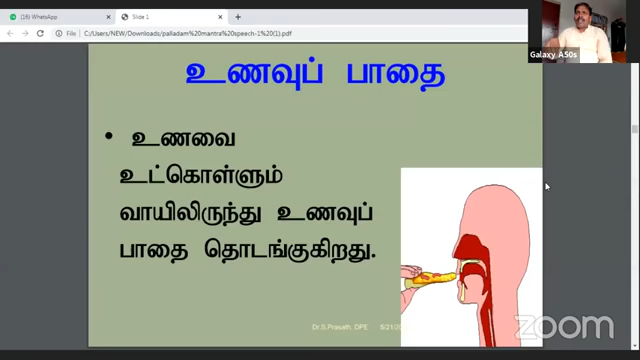 (16) WhatsApp
Slide 1
File
C:/Users/NEW/Downloads/palladam%20mantra%20speech-1%20(1).pdf
Galaxy A50s
உணவுப் பாதை
• உணவை
உட்கொள்ளும்
வாயிலிருந்து உணவுப்
பாதை தொடங்குகிறது.
Dr.S.Prasath, DPE
zoom